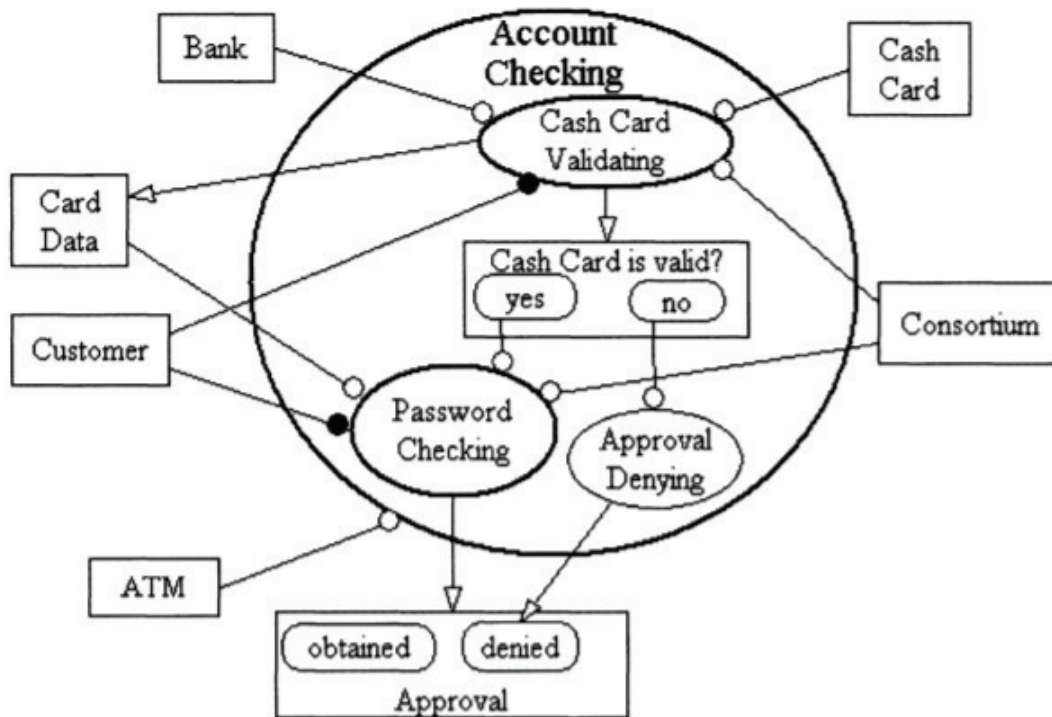 Bank
Account
Checking
Cash
Card
Cash Card
Validating
Card
Data
Cash Card is valid?
yes
no
Customer
Consortium
Password
Checking
Approval
Denying
ATM
obtained
denied
Approval